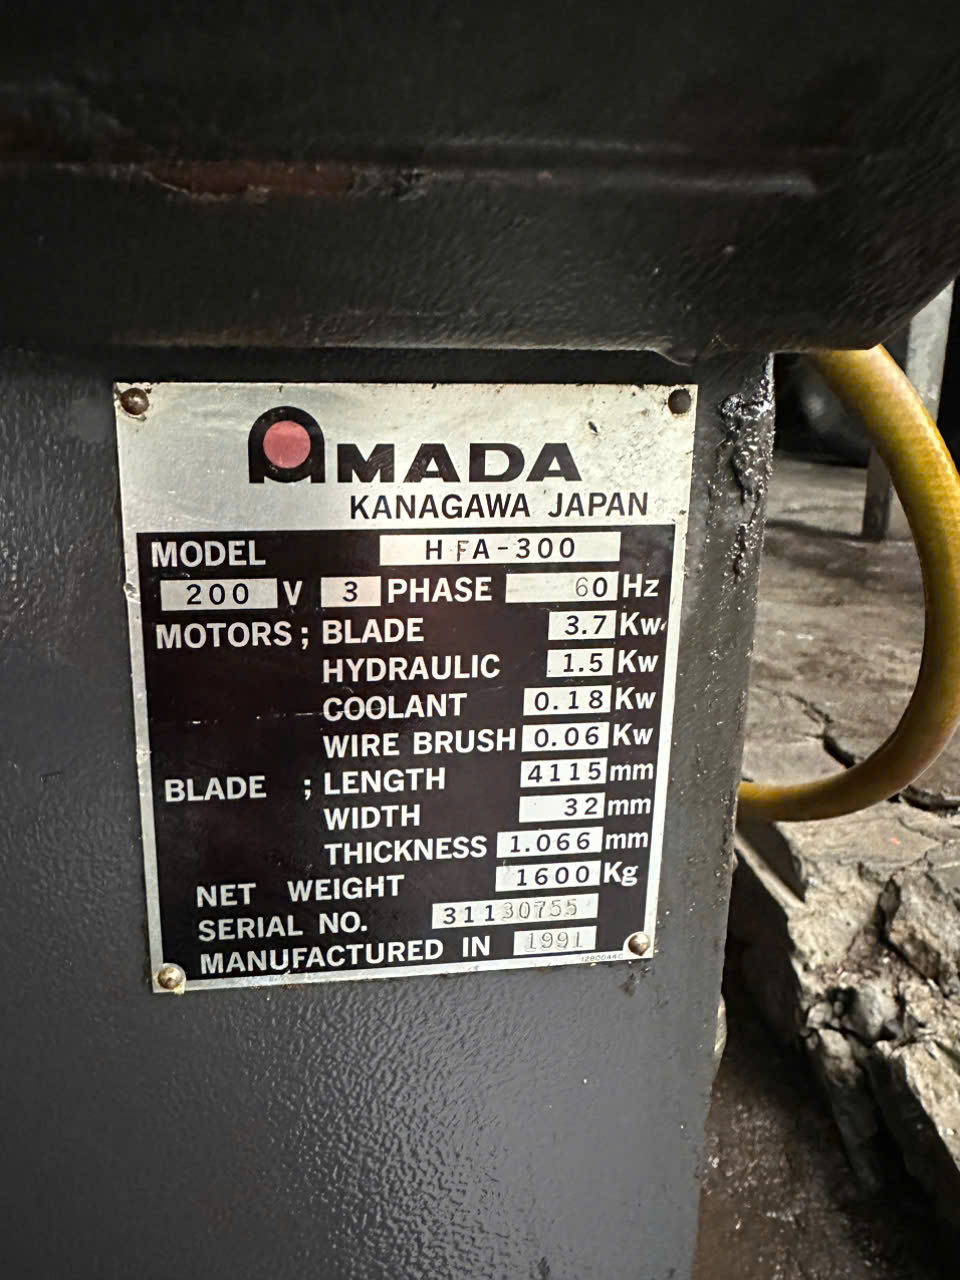 AMADA
KANAGAWA JAPAN
MODEL HFA-300
200 V 3 PHASE 60 Hz
MOTORS; BLADE 3.7 Kw
HYDRAULIC 1.5 Kw
COOLANT 0.18 Kw
WIRE BRUSH 0.06 Kw
BLADE ; LENGTH 4115 mm
WIDTH 32 mm
THICKNESS 1.066 mm
NET WEIGHT 1600 Kg
SERIAL NO. 31130755
MANUFACTURED IN 1991